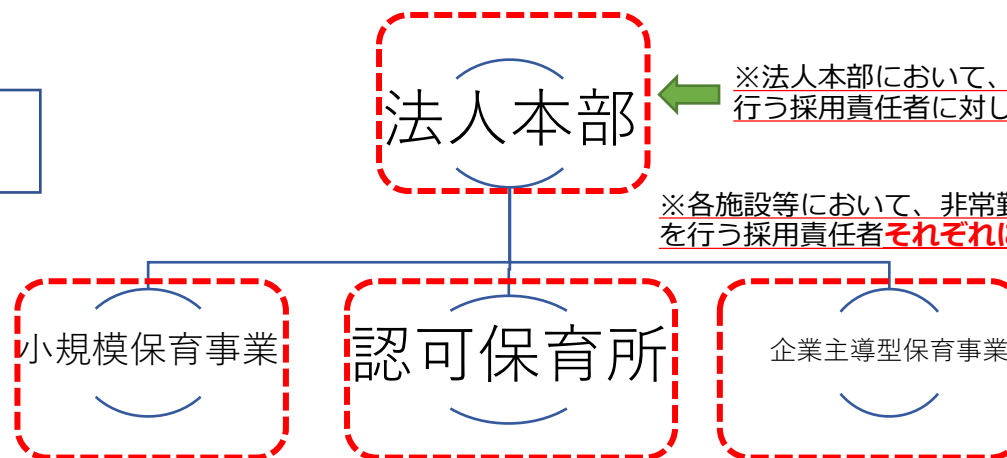 法人本部
※法人本部において、
行う採用責任者に対し
※各施設等において、非常勤
を行う採用責任者それぞれに
小規模保育事業
認可保育所
企業主導型保育事業